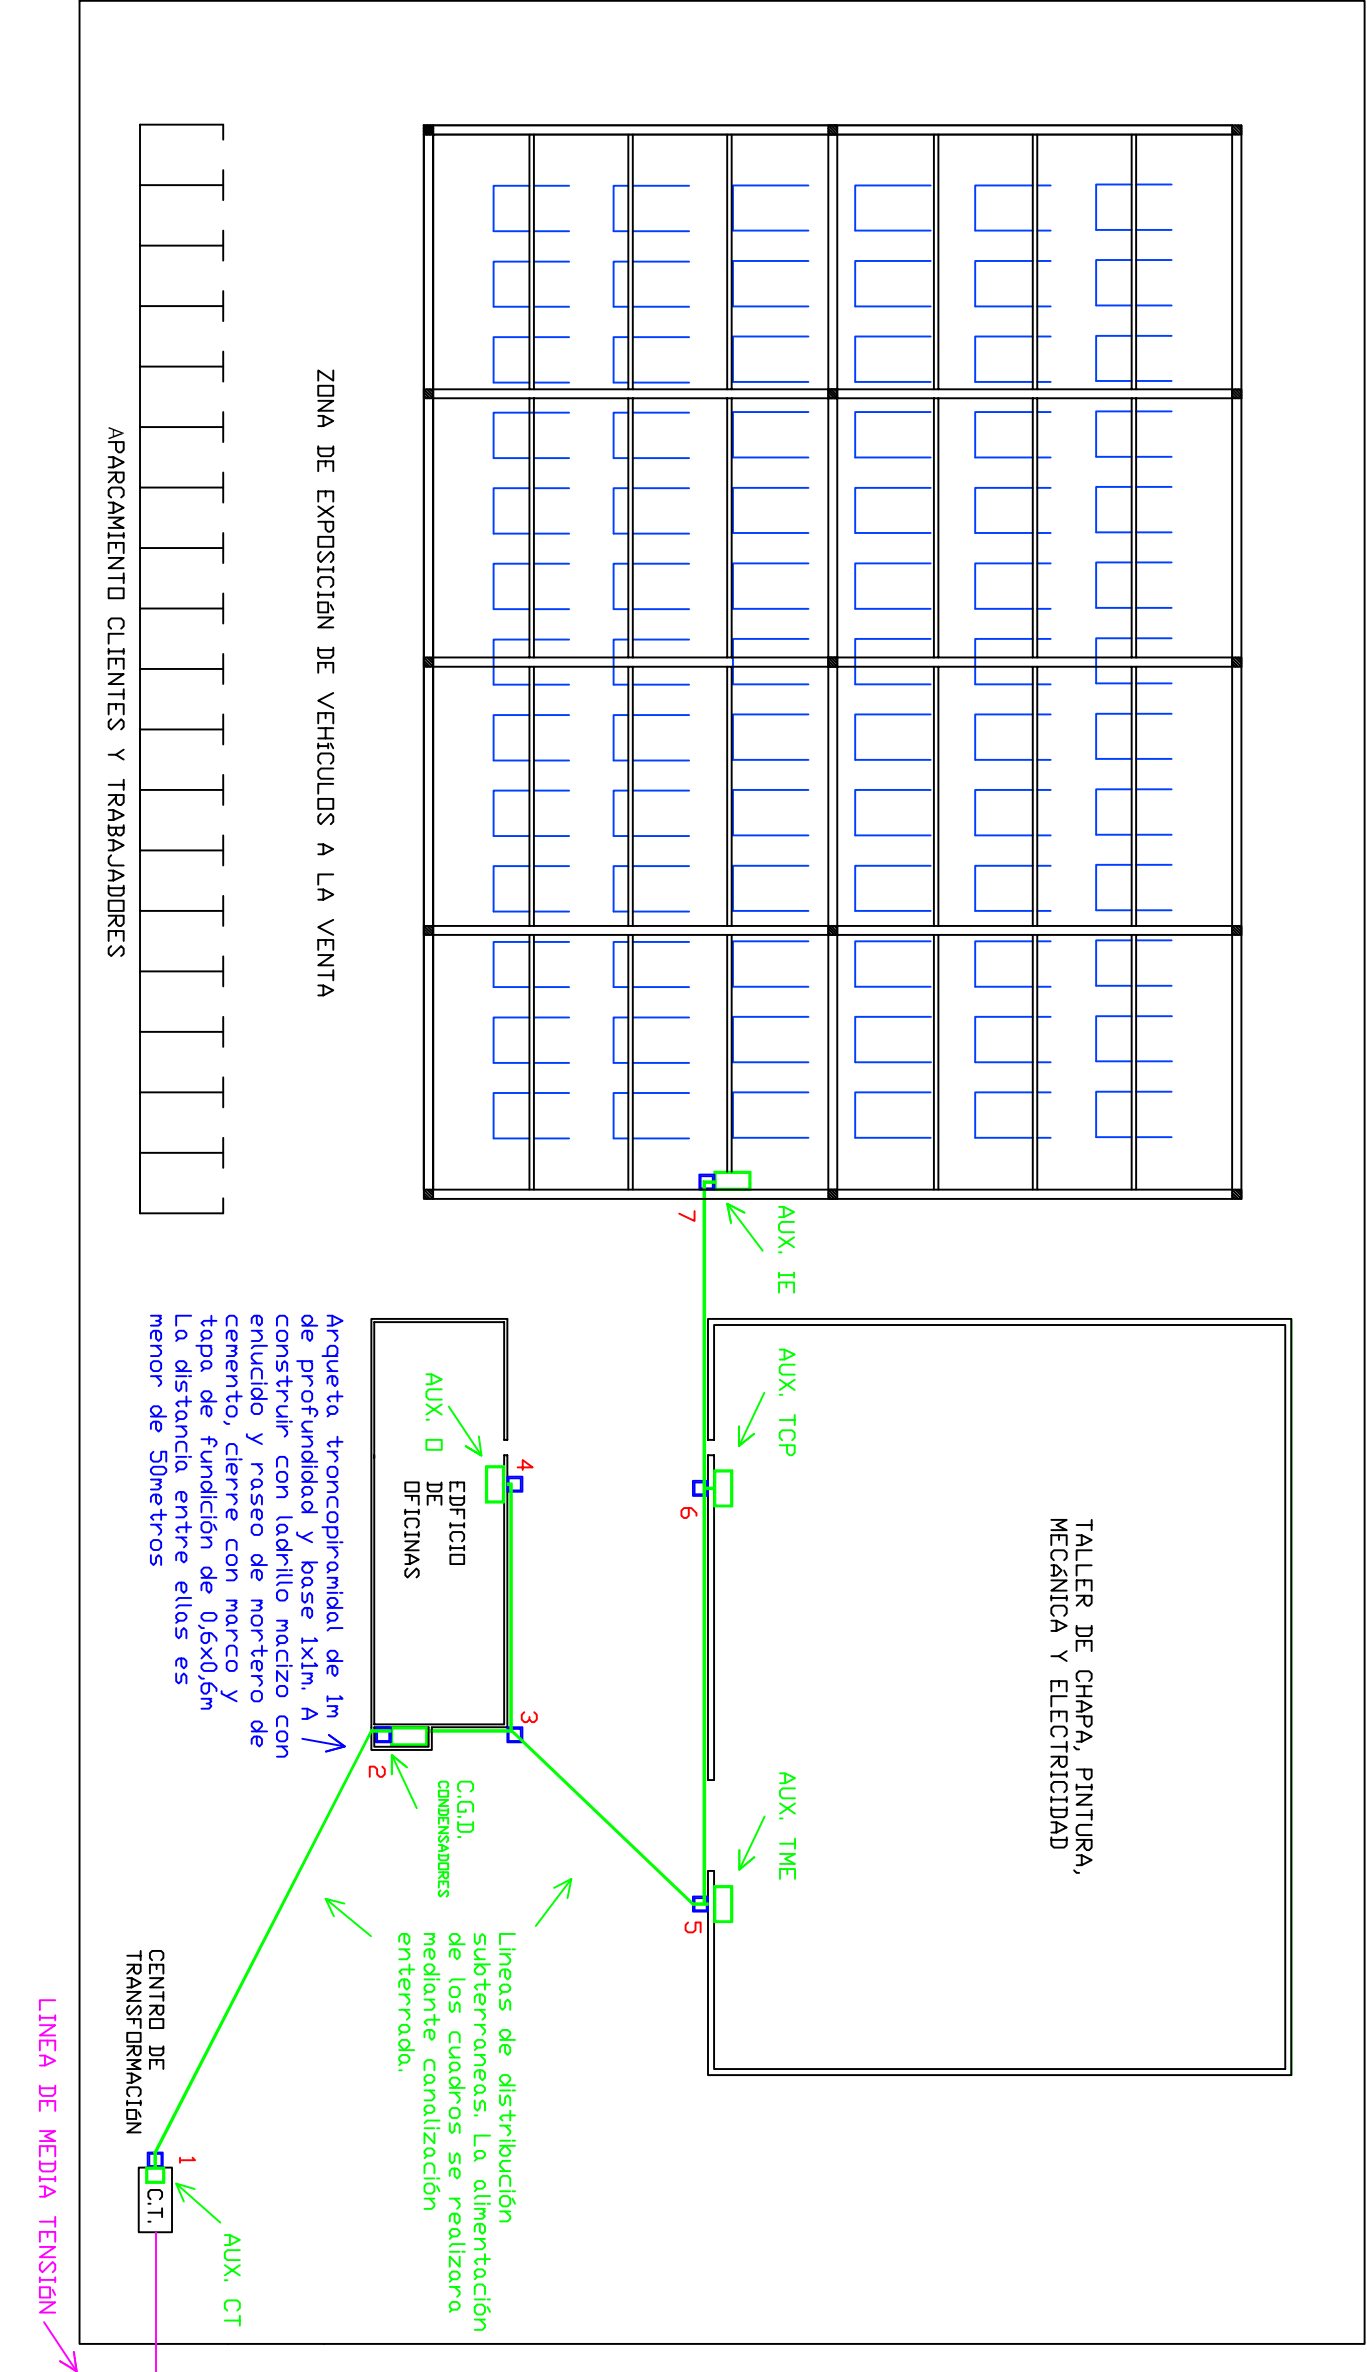 ZONA DE EXPOSICIÓN DE VEHÍCULOS A LA VENTA
APARCAMIENTO CLIENTES Y TRABAJADORES
AUX. IE
7
AUX. TCP
6
TALLER DE CHAPA, PINTURA,
MECÁNICA Y ELECTRICIDAD
AUX. TME
5
4
AUX. O
EDFICIO
DE
OFICINAS
3
2
C.G.D.
CONDENSADORES
Arqueta troncopiramidal de 1m
de profundidad y base 1x1m. A
construir con ladrillo macizo con
enlucido y raseo de mortero de
cemento, cierre con marco y
tapa de fundición de 0,6x0,6m
La distancia entre ellas es
menor de 50metros
Lineas de distribución
subterraneas. La alimentación
de los cuadros se realizara
mediante canalización
enterrada.
CENTRO DE
TRANSFORMACIÓN
1
C.T.
AUX. CT
LINEA DE MEDIA TENSIÓN